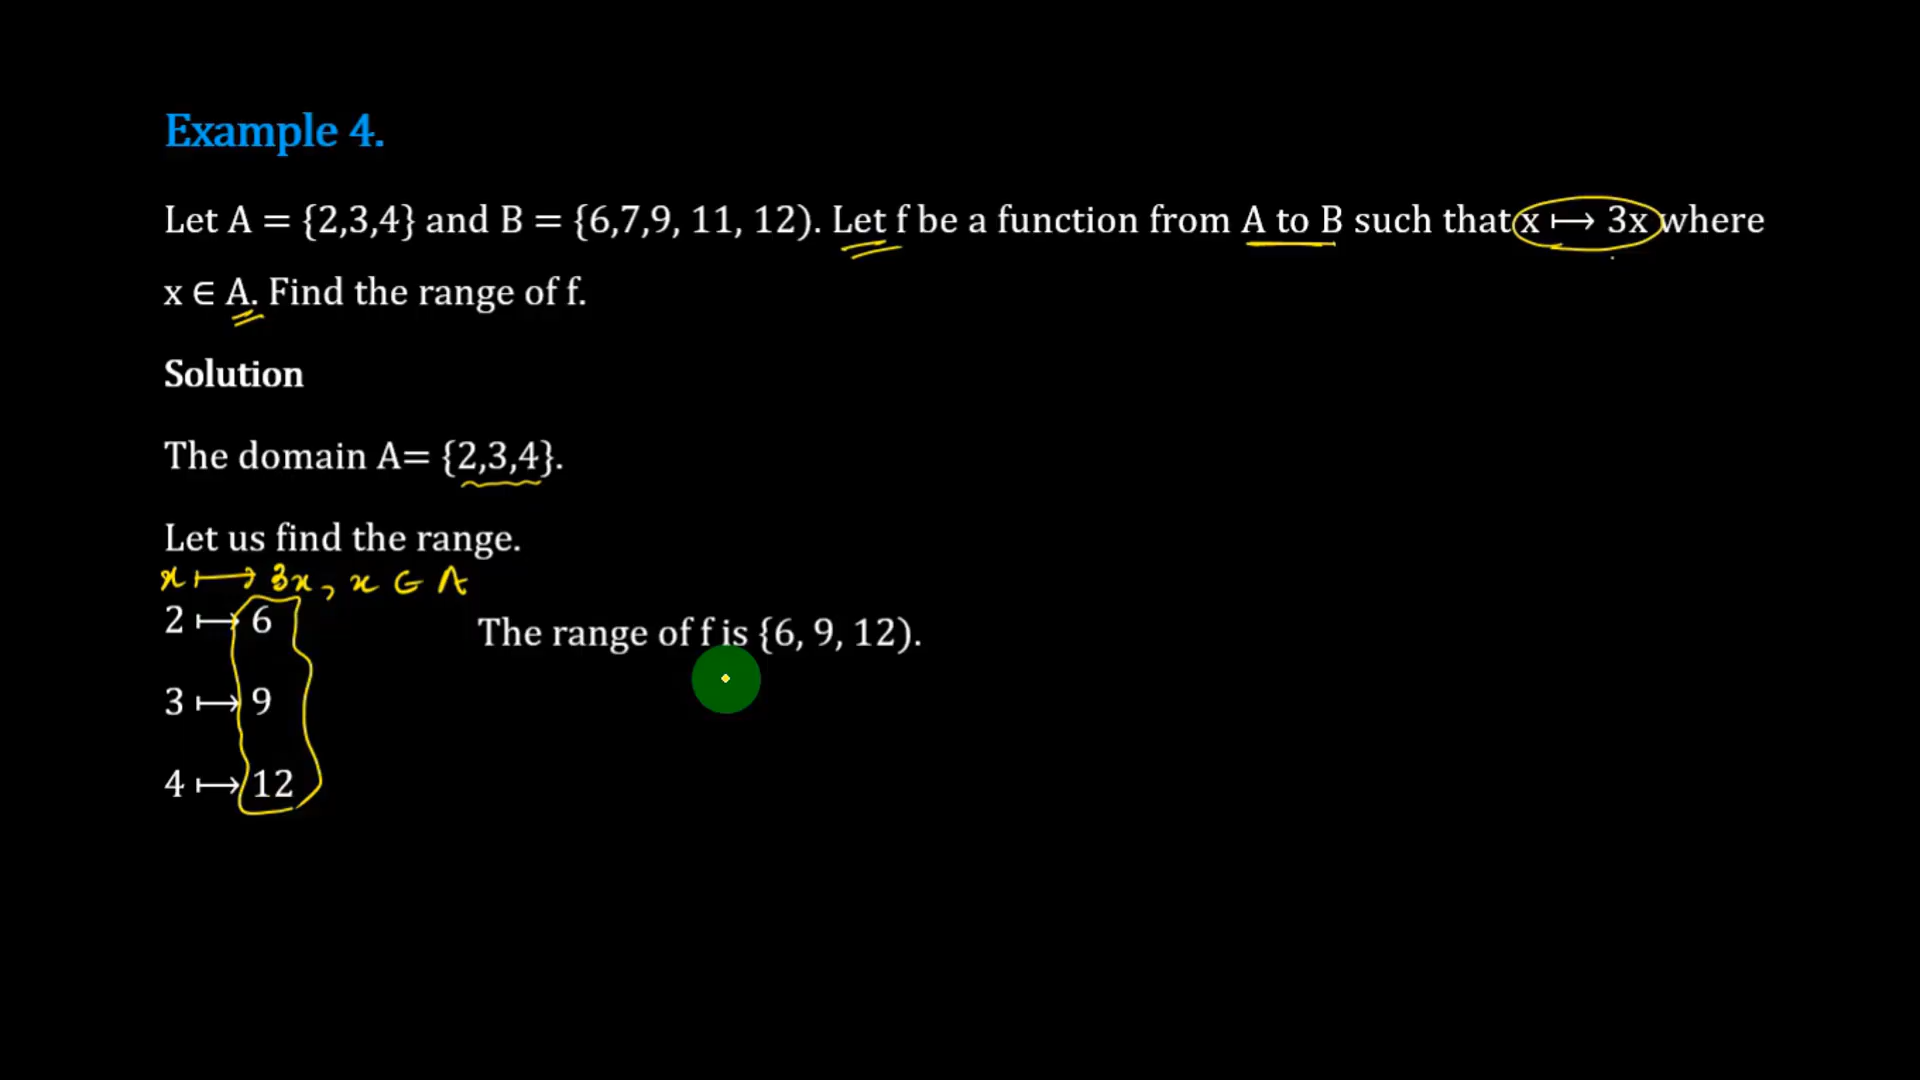 Example 4.
Let A = {2,3,4} and B = {6,7,9, 11, 12). Let f be a function from A to B such that x ⟼ 3x where
x ∈ A. Find the range of f.
Solution
The domain A= {2,3,4}.
Let us find the range.
x ⟼ 3x, x ∈ A
2 ⟼ 6
The range of f is {6, 9, 12).
3 ⟼ 9
4 ⟼ 12